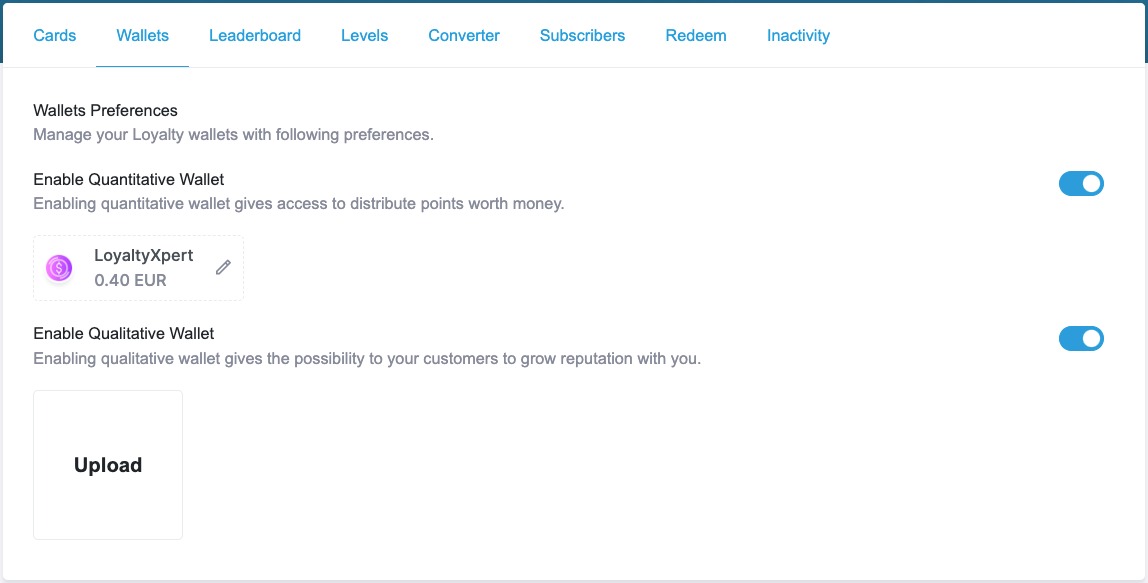 Cards Wallets Leaderboard Levels Converter Subscribers Redeem Inactivity
Wallets Preferences
Manage your Loyalty wallets with following preferences.
Enable Quantitative Wallet
Enabling quantitative wallet gives access to distribute points worth money.
LoyaltyXpert
0.40 EUR
Enable Qualitative Wallet
Enabling qualitative wallet gives the possibility to your customers to grow reputation with you.
Upload